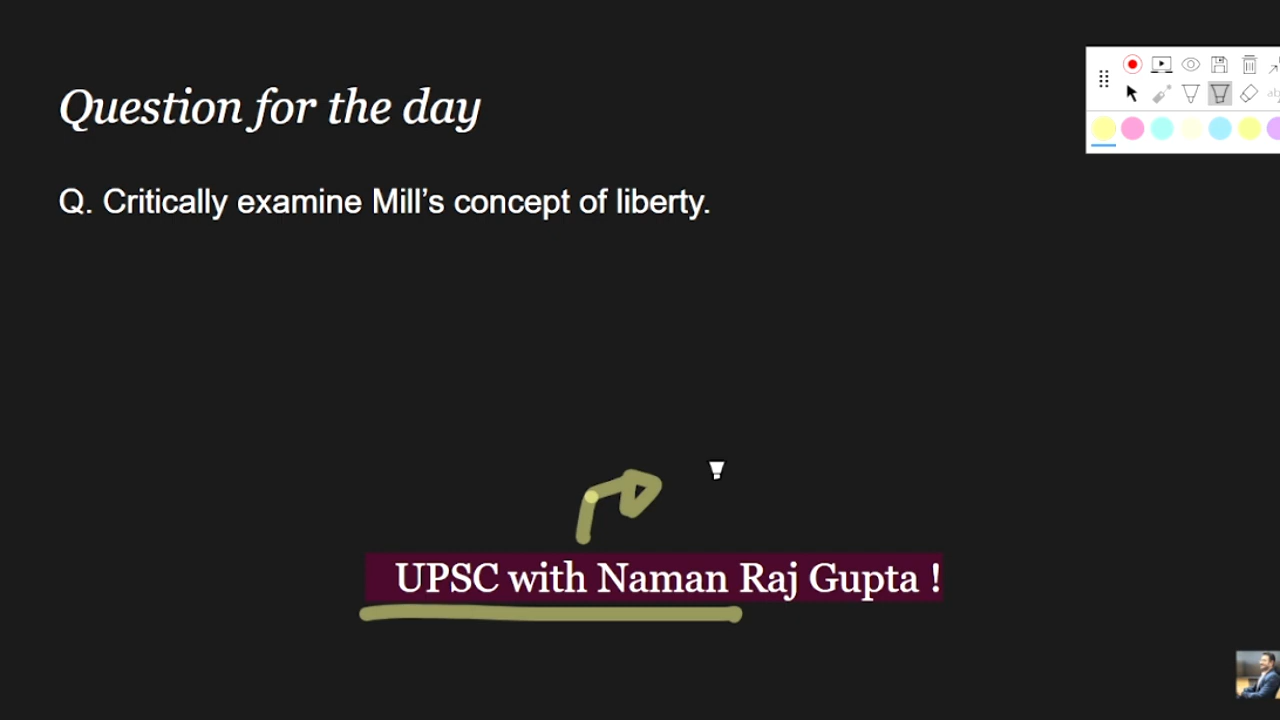 Question for the day
Q. Critically examine Mill’s concept of liberty.
UPSC with Naman Raj Gupta !